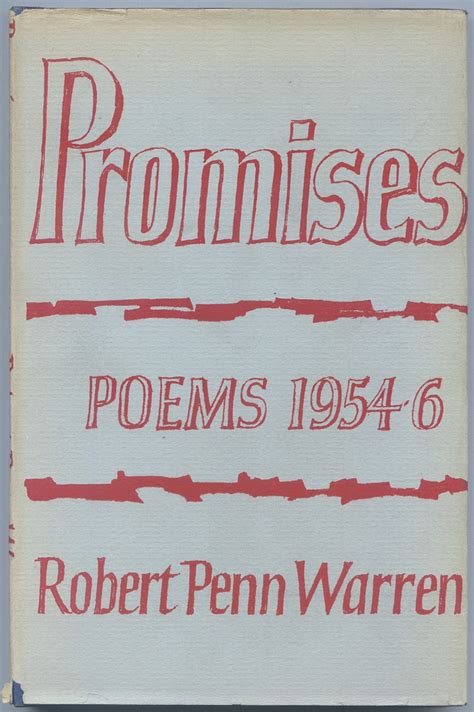 Promises
POEMS 1954-6
Robert Penn Warren